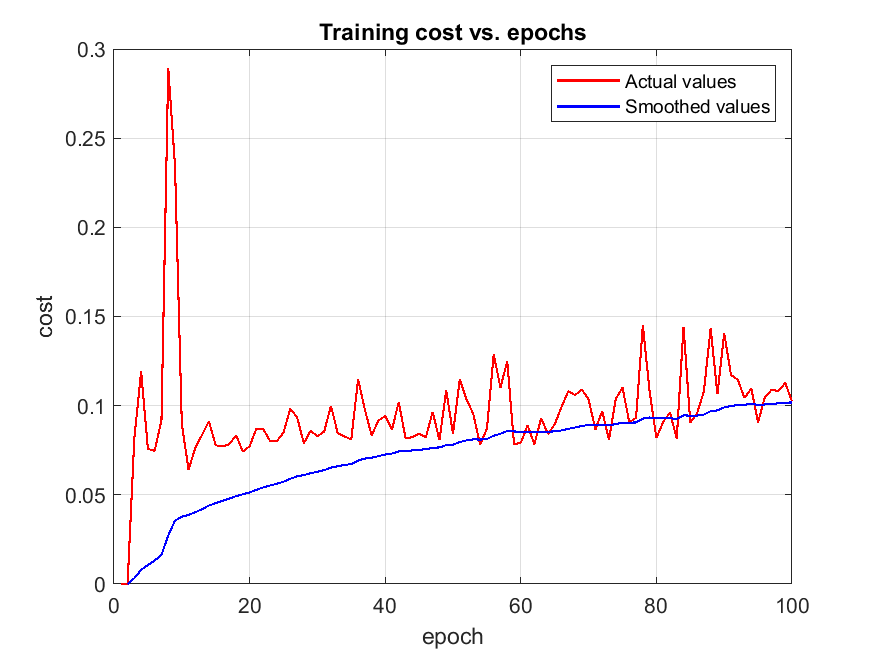 Training cost vs. epochs
Actual values
Smoothed values
0.3
0.25
0.2
0.15
0.1
0.05
0
cost
0 20 40 60 80 100
epoch